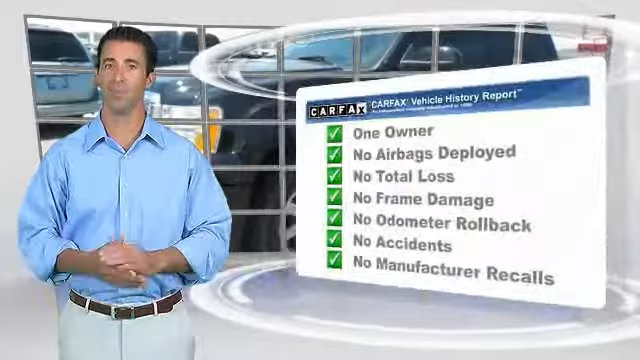 CARFAX CARFAX Vehicle History Report™
One Owner
No Airbags Deployed
No Total Loss
No Frame Damage
No Odometer Rollback
No Accidents
No Manufacturer Recalls